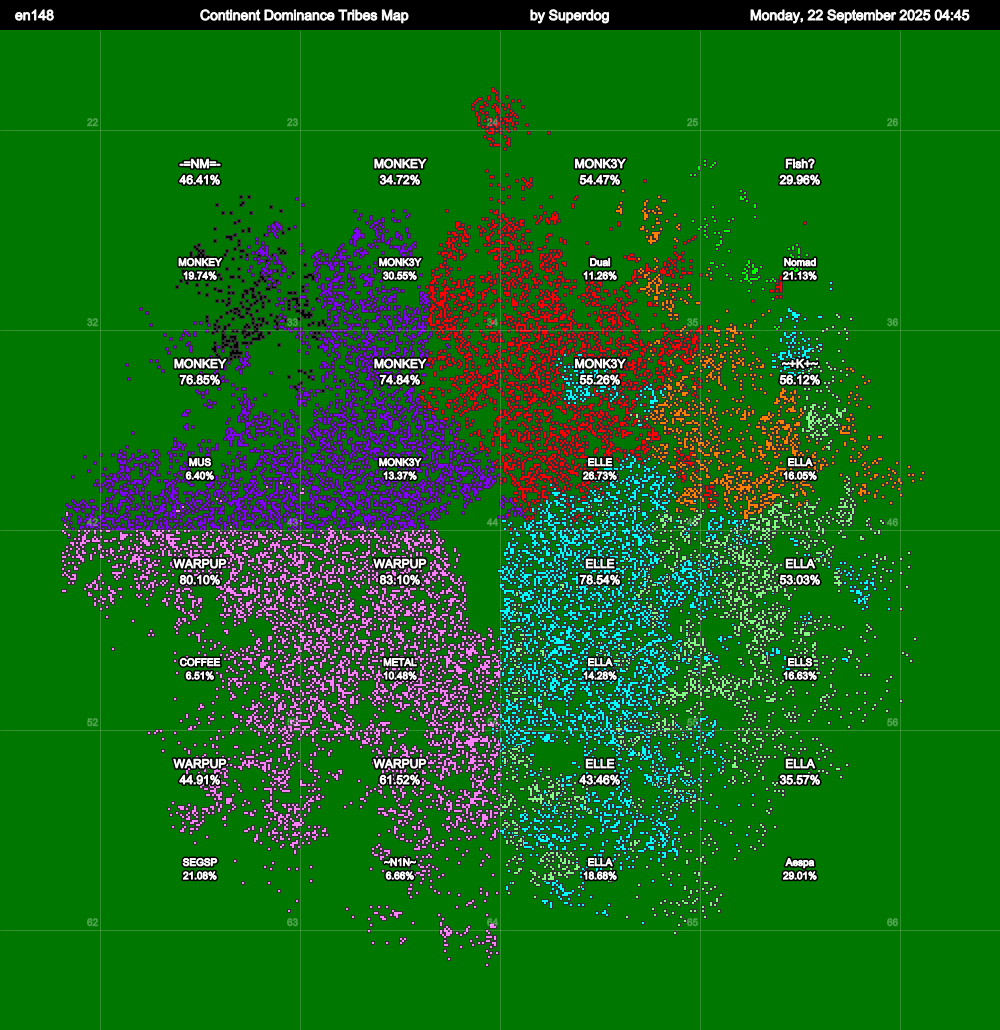 en148 Continent Dominance Tribes Map by Superdog Monday, 22 September 2025 04:45
22 23 24 25 26
-=NM=- MONKEY MONK3Y Fish?
46.41% 34.72% 54.47% 29.96%
MONKEY MONK3Y Dual Nomad
19.74% 30.55% 11.28% 21.13%
32 33 34 35 36
MONKEY MONKEY MONK3Y ~+K+~
76.85% 74.84% 55.26% 56.12%
MUS MONK3Y ELLE ELLA
6.40% 13.37% 28.73% 16.05%
42 43 44 45 46
WARPUP WARPUP ELLE ELLA
80.10% 83.10% 78.54% 53.03%
COFFEE METAL ELLA ELLS
6.51% 10.48% 14.28% 16.63%
52 56
WARPUP WARPUP ELLE ELLA
44.91% 61.52% 43.46% 35.57%
SEGSP ~N1N~ ELLA Aespa
21.08% 6.66% 18.68% 29.01%
62 63 64 65 66